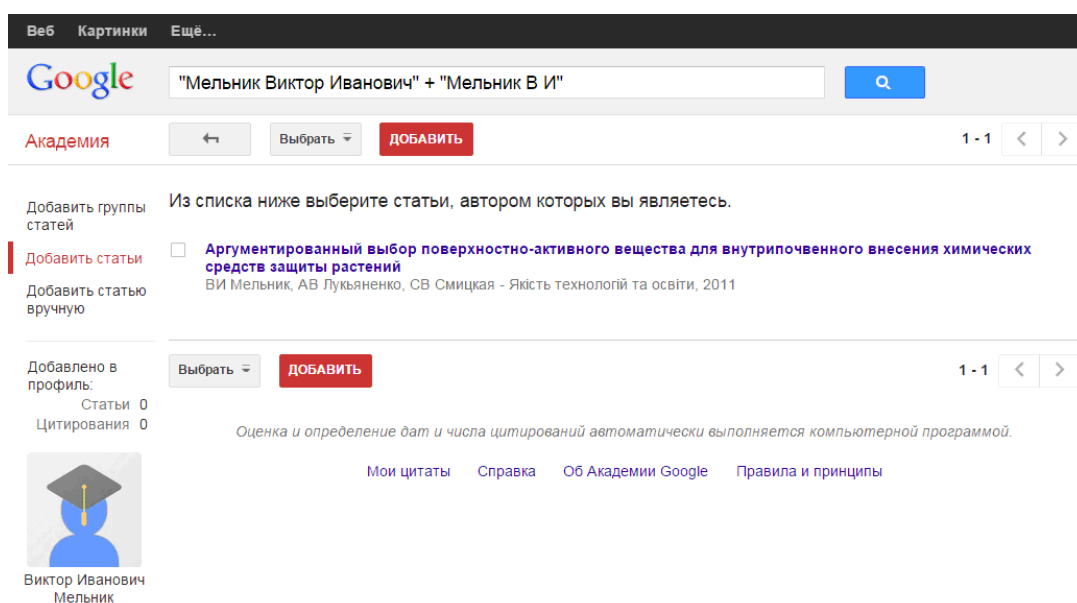 Веб Картинки Ещё...
Google
"Мельник Виктор Иванович" + "Мельник В И"
Академия
Выбрать
ДОБАВИТЬ
1 - 1
Добавить группы
статей
Добавить статьи
Добавить статью
вручную
Из списка ниже выберите статьи, автором которых вы являетесь.
Аргументированный выбор поверхностно-активного вещества для внутрипочвенного внесения химических
средств защиты растений
ВИ Мельник, АВ Лукьяненко, СВ Смицкая - Якість технологій та освіти, 2011
Добавлено в
профиль:
Статьи 0
Цитирования 0
Выбрать
ДОБАВИТЬ
1 - 1
Оценка и определение дат и числа цитирований автоматически выполняется компьютерной программой.
Мои цитаты Справка Об Академии Google Правила и принципы
Виктор Иванович
Мельник